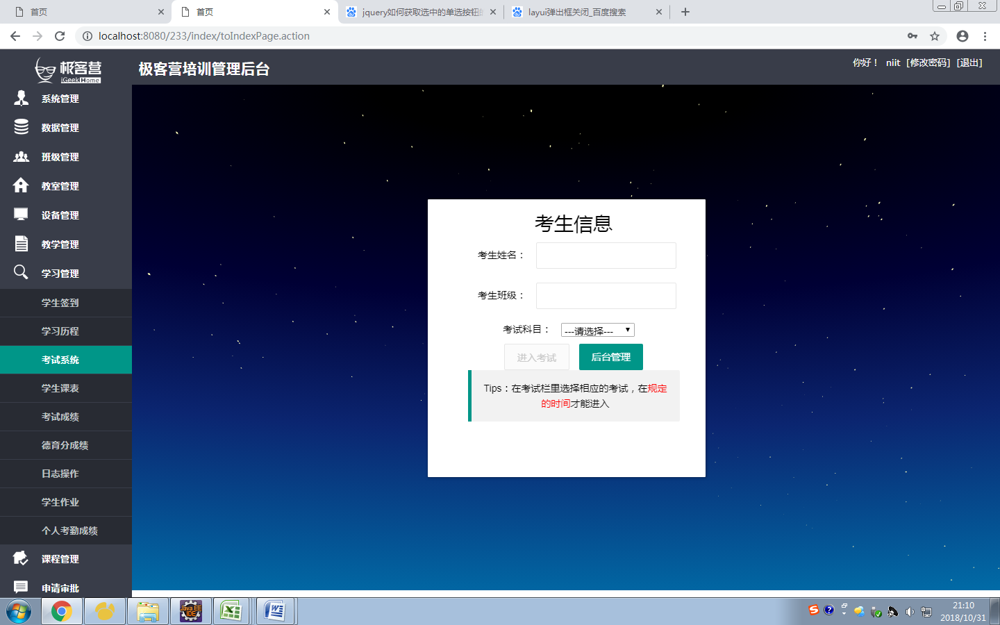 首页
首页
jquery如何获取选中的单选按钮的
layui弹出框关闭_百度搜索
localhost:8080/233/index/toIndexPage.action
极客营
iGeekHome
极客营培训管理后台
你好！ niit [修改密码] [退出]
系统管理
数据管理
班级管理
教室管理
设备管理
教学管理
学习管理
学生签到
学习历程
考试系统
学生课表
考试成绩
德育分成绩
日志操作
学生作业
个人考勤成绩
课程管理
申请审批
考生信息
考生姓名：
考生班级：
考试科目： ---请选择---
进入考试 后台管理
Tips：在考试栏里选择相应的考试，在规定
的时间才能进入
Java EE
IDE
21:10
2018/10/31